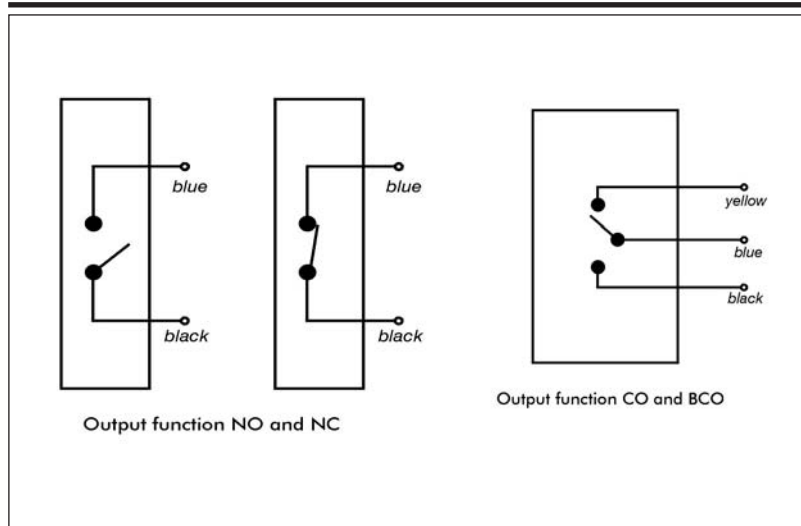 blue
black
Output function NO and NC
blue
black
yellow
blue
black
Output function CO and BCO